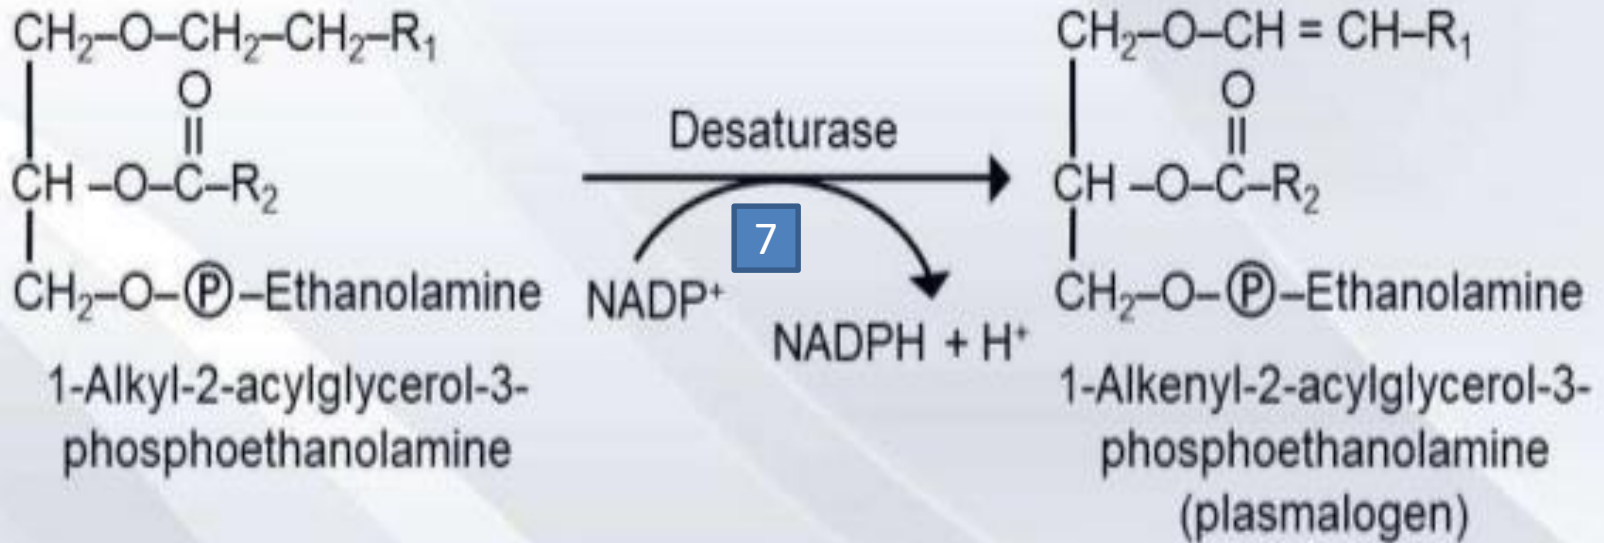 CH₂–O–CH₂–CH₂–R₁
O
||
CH –O–C–R₂
CH₂–O–Ⓟ–Ethanolamine
1-Alkyl-2-acylglycerol-3-
phosphoethanolamine
Desaturase
7
NADP⁺
NADPH + H⁺
CH₂–O–CH = CH–R₁
O
||
CH –O–C–R₂
CH₂–O–Ⓟ–Ethanolamine
1-Alkenyl-2-acylglycerol-3-
phosphoethanolamine
(plasmalogen)